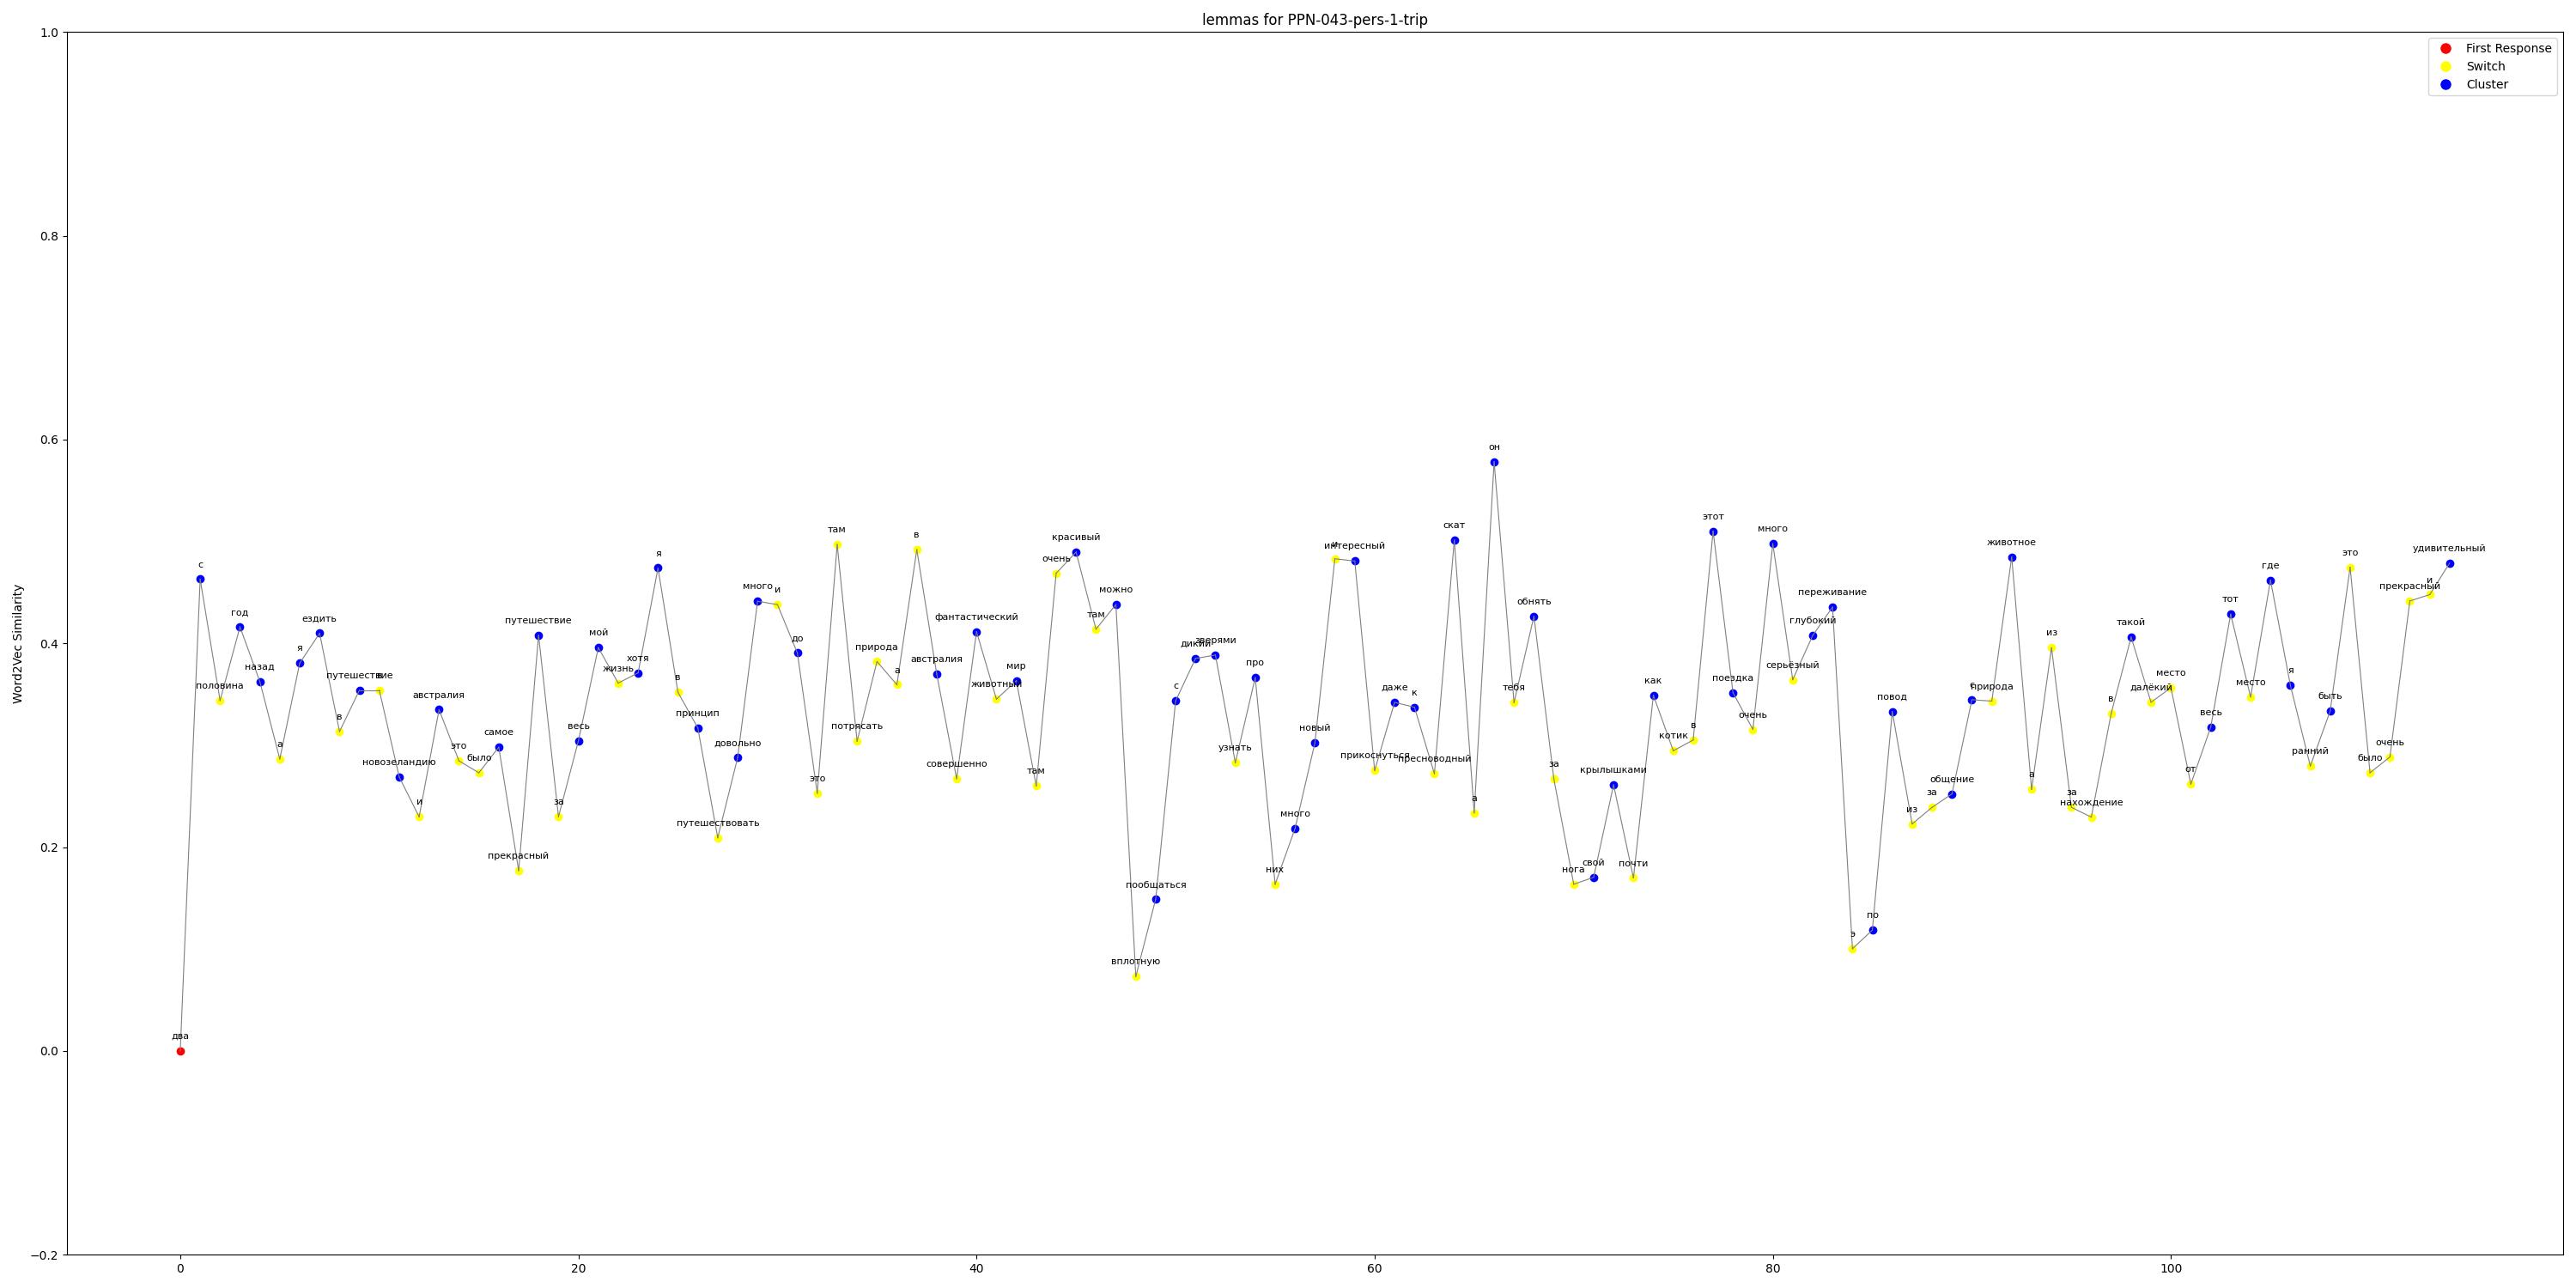 lemmas for PPN-043-pers-1-trip
First Response
Switch
Cluster
Word2Vec Similarity
1.0
0.8
0.6
0.4
0.2
0.0
−0.2
0
20
40
60
80
100
два
с
половина
год
назад
а
я
ездить
в
путешествие
в
новозеландию
и
австралия
это
было
самое
прекрасный
путешествие
за
весь
мой
жизнь
хотя
я
в
принцип
путешествовать
довольно
много
и
до
это
там
потрясать
природа
а
в
австралия
совершенно
фантастический
животный
мир
там
очень
красивый
там
можно
вплотную
пообщаться
с
дикий
зверями
узнать
про
них
много
новый
и
интересный
прикоснуться
даже
к
пресноводный
скат
а
он
тебя
обнять
за
нога
свой
крылышками
почти
как
котик
в
этот
поездка
очень
много
серьёзный
глубокий
переживание
э
по
повод
из
за
общение
с
природа
животное
а
из
за
нахождение
в
такой
далёкий
место
от
весь
тот
место
где
я
ранний
быть
это
было
очень
прекрасный
и
удивительный